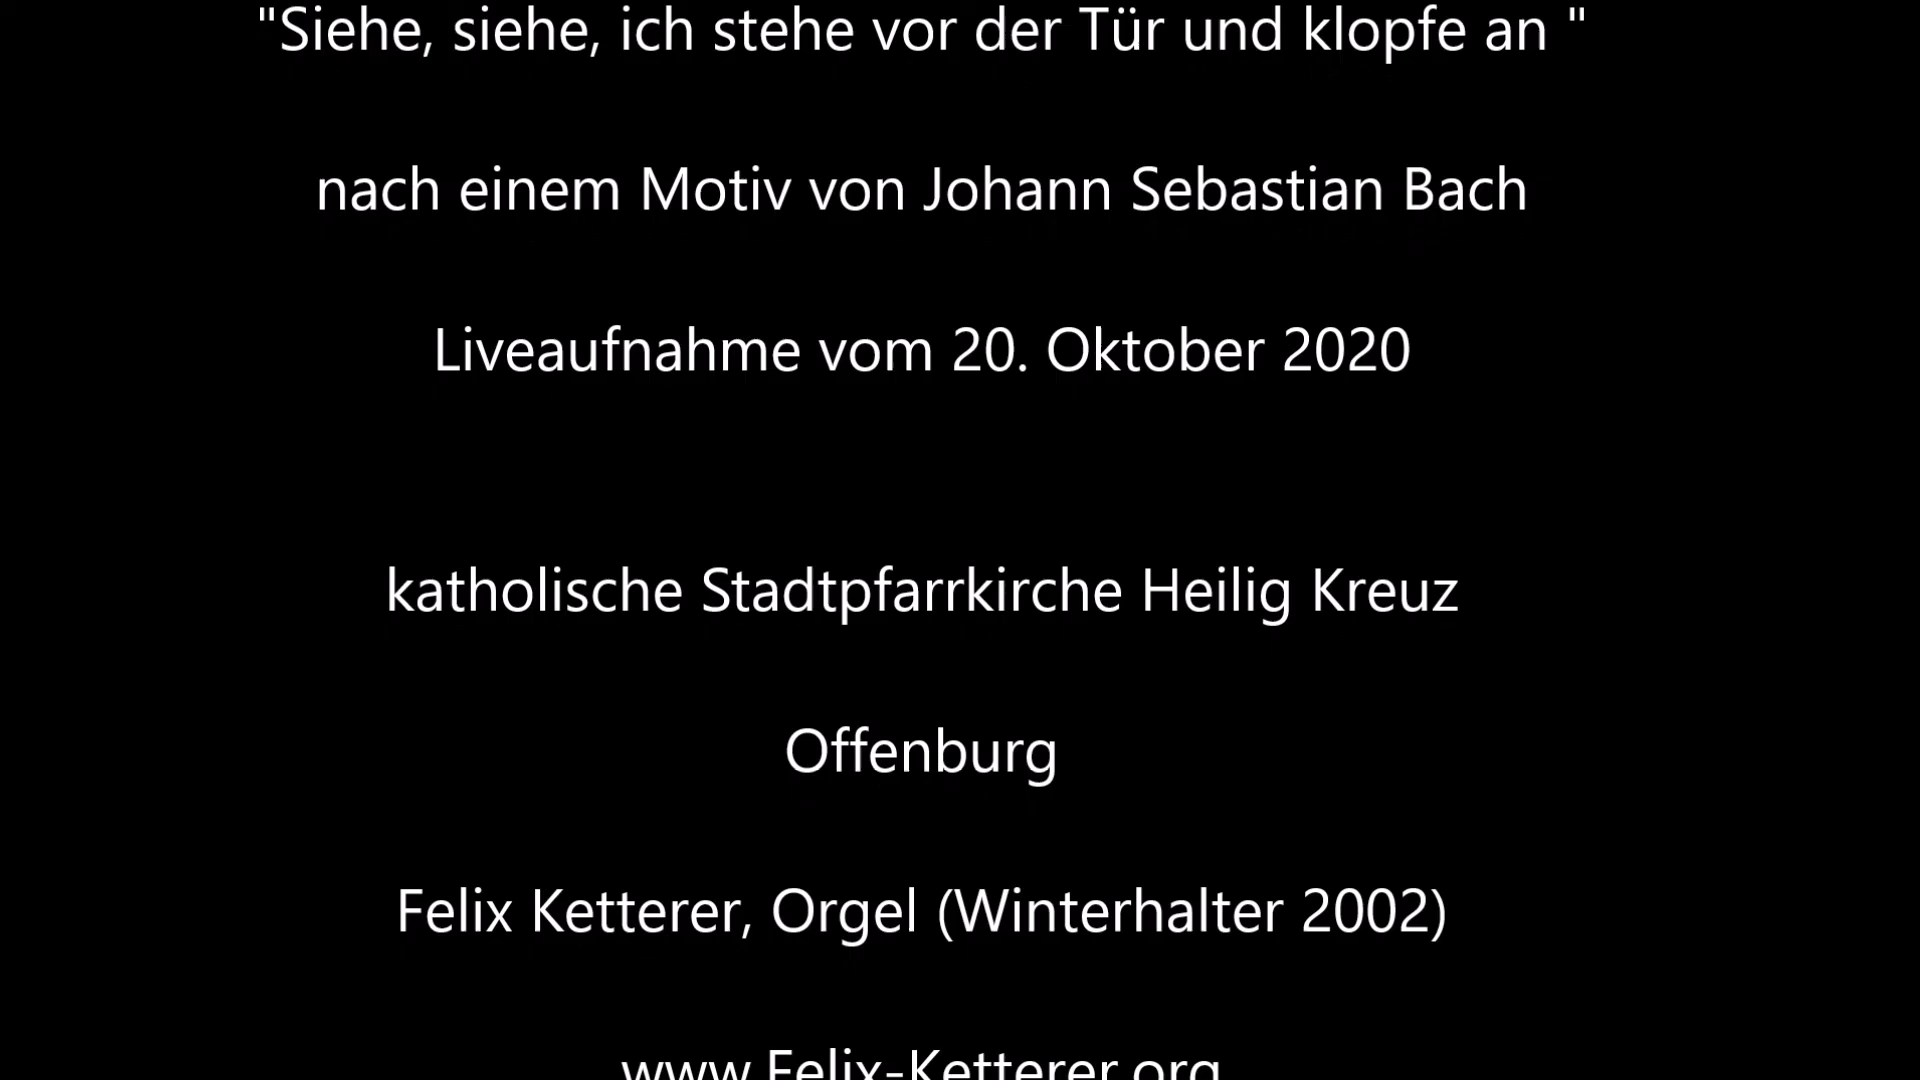 "Siehe, siehe, ich stehe vor der Tür und klopfe an "
nach einem Motiv von Johann Sebastian Bach
Liveaufnahme vom 20. Oktober 2020
katholische Stadtpfarrkirche Heilig Kreuz
Offenburg
Felix Ketterer, Orgel (Winterhalter 2002)
www.Felix-Ketterer.org